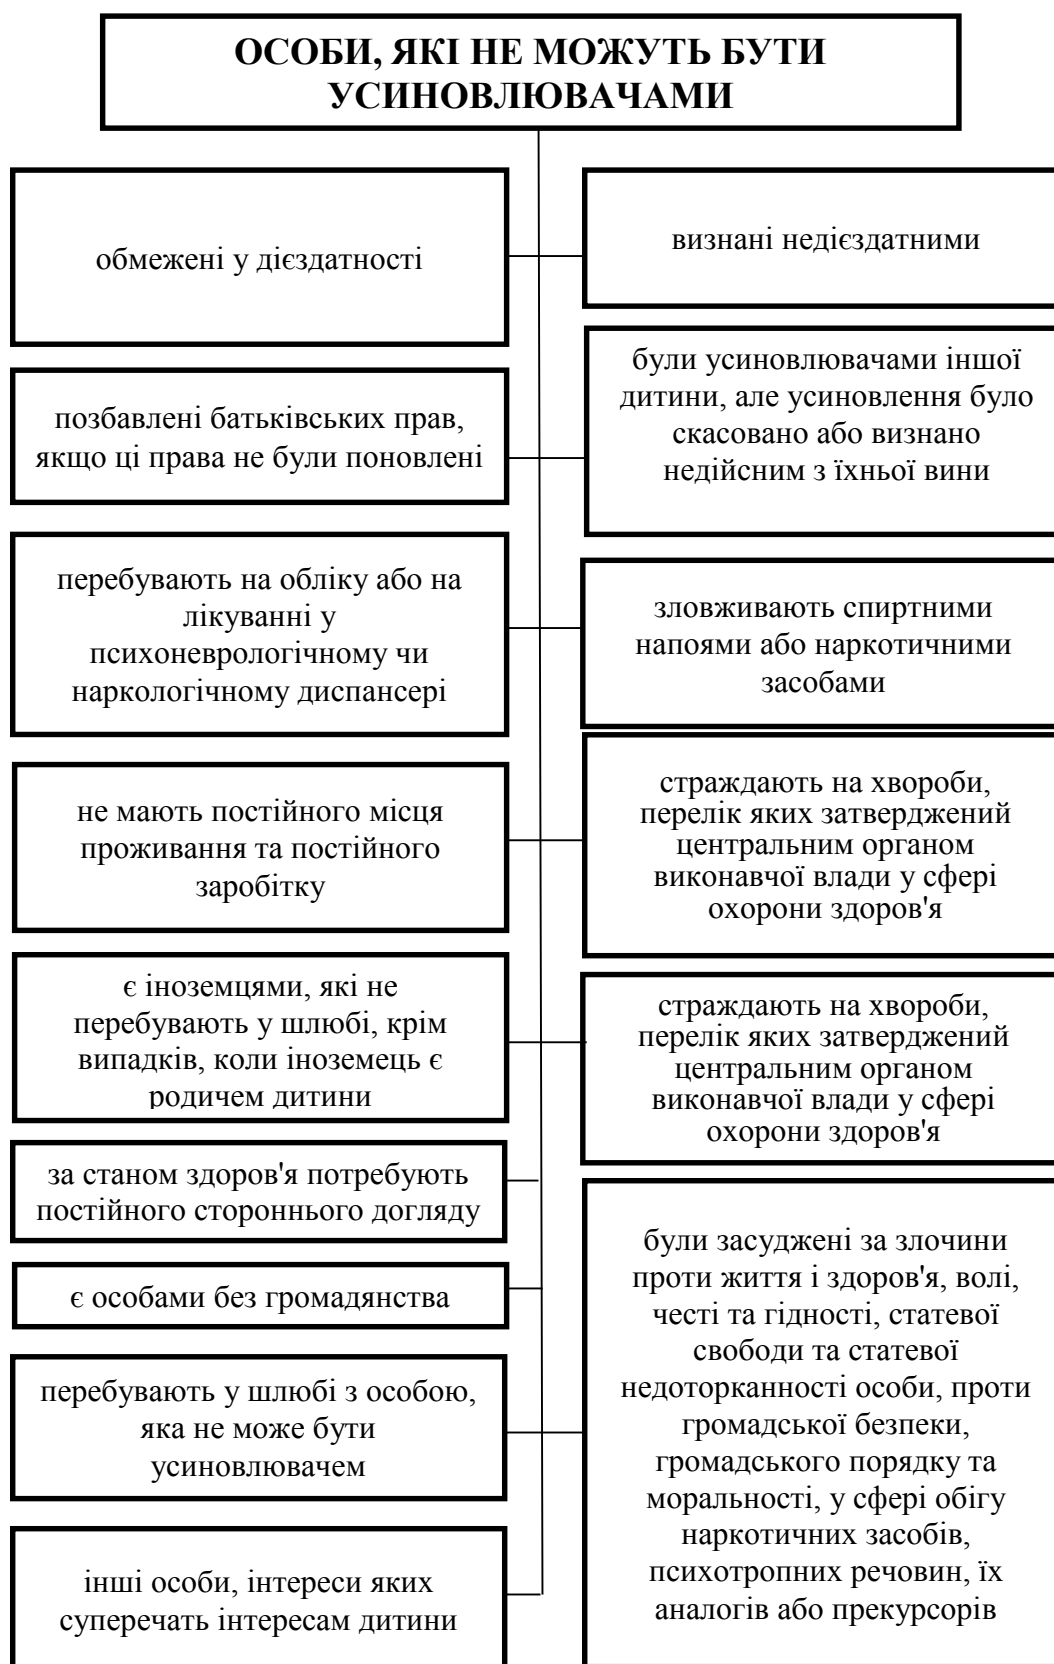 ОСОБИ, ЯКІ НЕ МОЖУТЬ БУТИ
УСИНОВЛЮВАЧАМИ
обмежені у дієздатності
визнані недієздатними
позбавлені батьківських прав,
якщо ці права не були поновлені
були усиновлювачами іншої
дитини, але усиновлення було
скасовано або визнано
недійсним з їхньої вини
перебувають на обліку або на
лікуванні у
психоневрологічному чи
наркологічному диспансері
зловживають спиртними
напоями або наркотичними
засобами
не мають постійного місця
проживання та постійного
заробітку
страждають на хвороби,
перелік яких затверджений
центральним органом
виконавчої влади у сфері
охорони здоров'я
є іноземцями, які не
перебувають у шлюбі, крім
випадків, коли іноземець є
родичем дитини
страждають на хвороби,
перелік яких затверджений
центральним органом
виконавчої влади у сфері
охорони здоров'я
за станом здоров'я потребують
постійного стороннього догляду
є особами без громадянства
перебувають у шлюбі з особою,
яка не може бути
усиновлювачем
були засуджені за злочини
проти життя і здоров'я, волі,
честі та гідності, статевої
свободи та статевої
недоторканності особи, проти
громадської безпеки,
громадського порядку та
моральності, у сфері обігу
наркотичних засобів,
психотропних речовин, їх
аналогів або прекурсорів
інші особи, інтереси яких
суперечать інтересам дитини